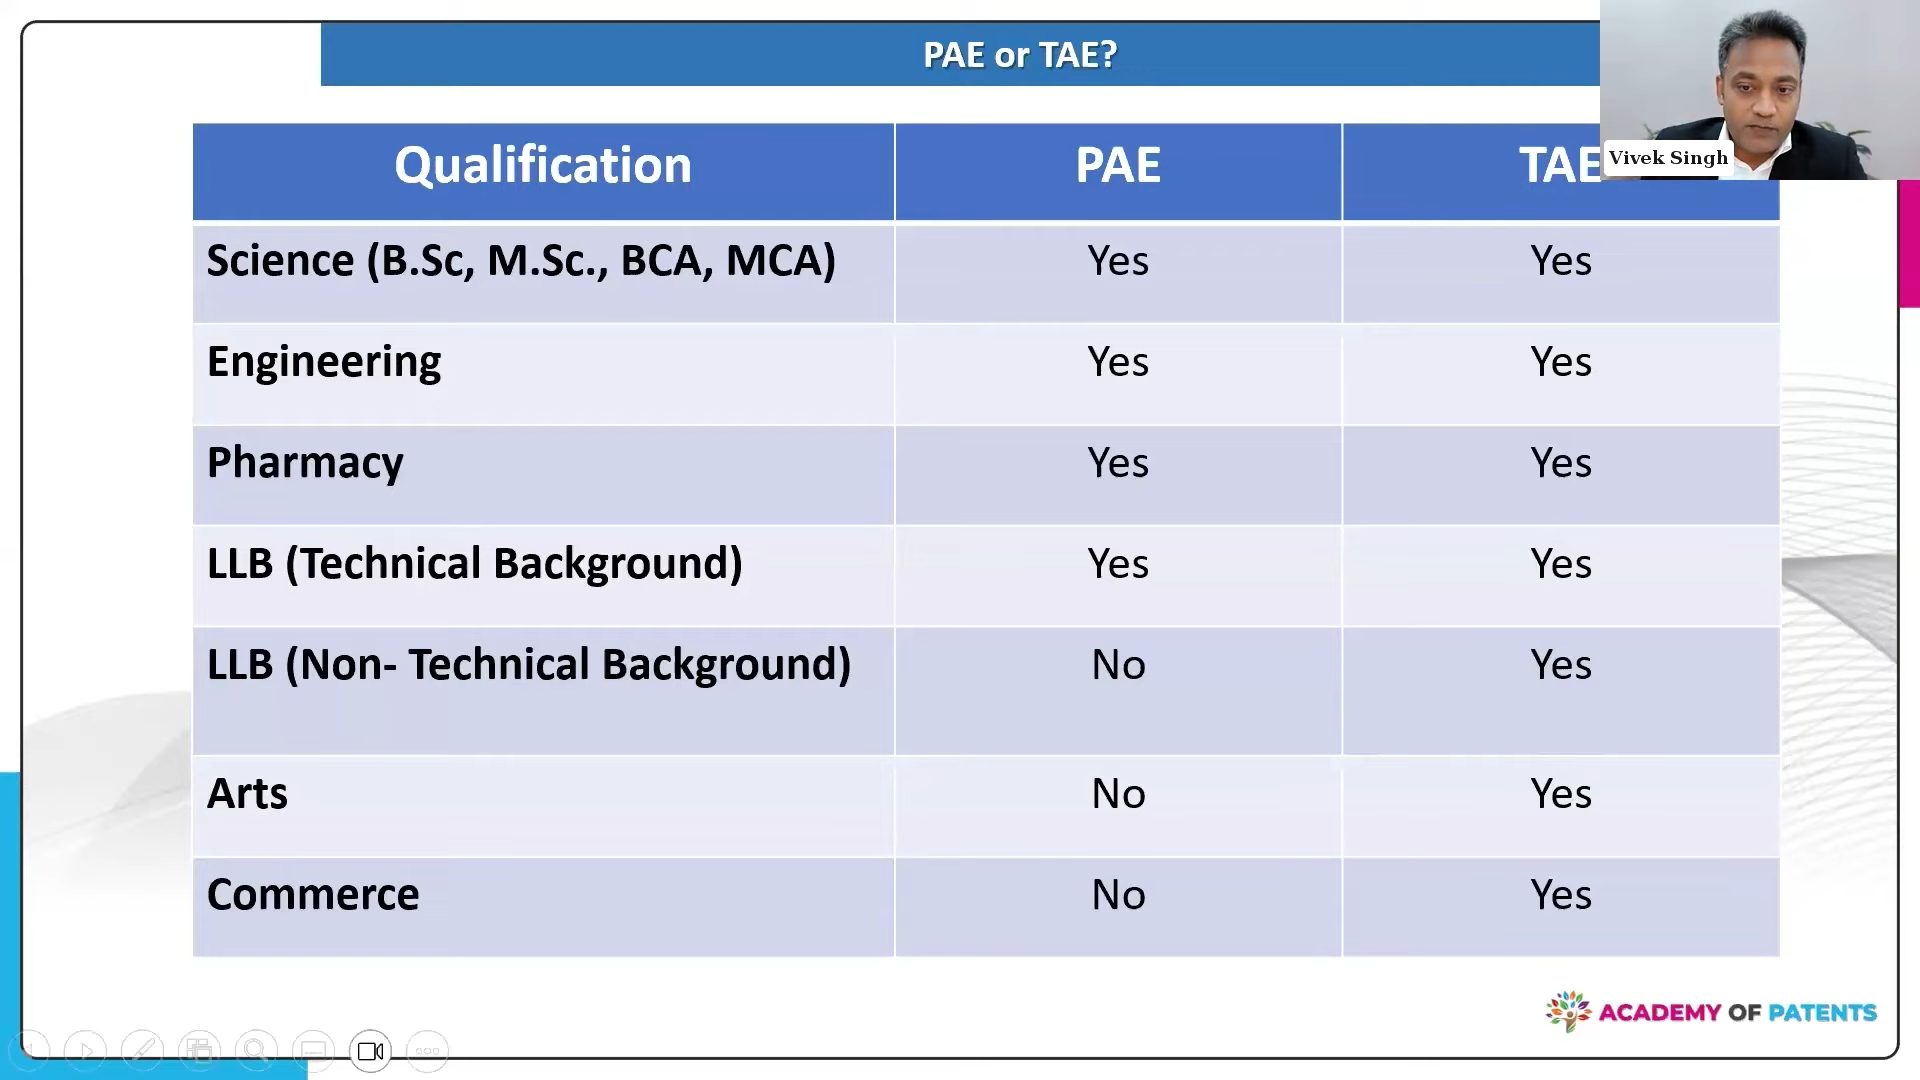 PAE or TAE?
Qualification PAE TAE
Vivek Singh
Science (B.Sc, M.Sc., BCA, MCA) Yes Yes
Engineering Yes Yes
Pharmacy Yes Yes
LLB (Technical Background) Yes Yes
LLB (Non- Technical Background) No Yes
Arts No Yes
Commerce No Yes
ACADEMY OF PATENTS